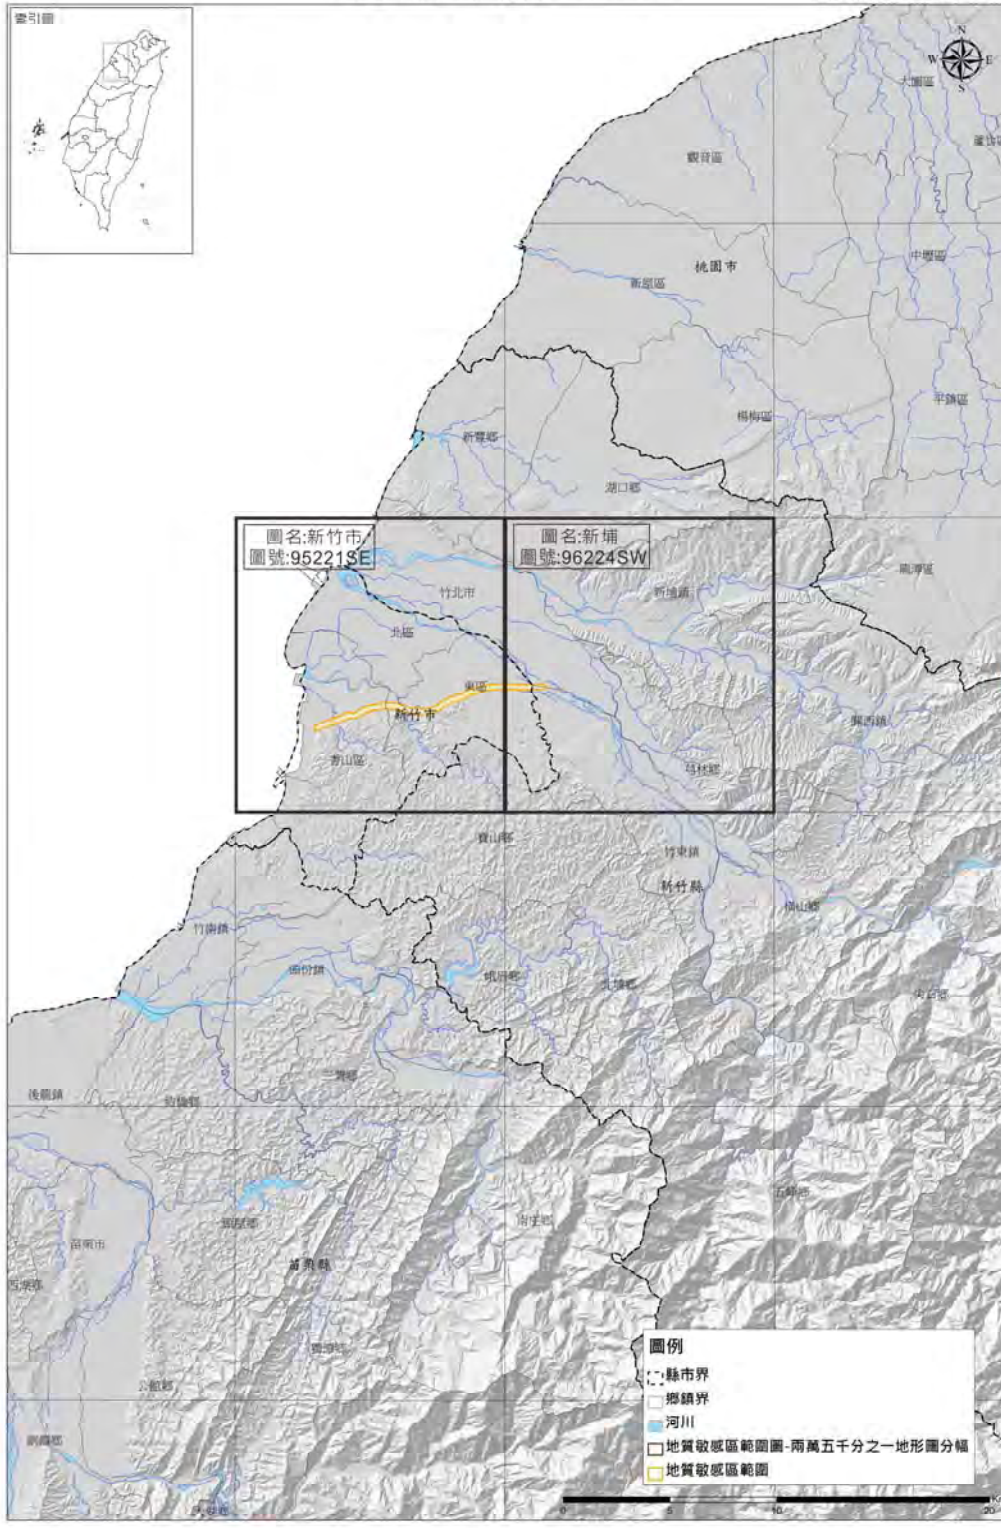 索引圖
N
W
E
S
大園區
蘆竹區
觀音區
中壢區
桃園市
新屋區
平鎮區
楊梅區
新豐鄉
湖口鄉
圖名:新竹市
圖號:95221SE
圖名:新埔
圖號:96224SW
龍潭區
竹北市
新埔鎮
北區
東區
新竹市
關西鎮
香山區
芎林鄉
寶山鄉
竹東鎮
新竹縣
橫山鄉
竹南鎮
頭份鎮
峨眉鄉
北埔鄉
尖石鄉
三灣鄉
後龍鎮
造橋鄉
五峰鄉
頭屋鄉
南庄鄉
苗栗市
苗栗縣
西湖鄉
獅潭鄉
公館鄉
銅鑼鄉
圖例
縣市界
鄉鎮界
河川
地質敏感區範圍圖-兩萬五千分之一地形圖分幅
地質敏感區範圍
0
5
10
20